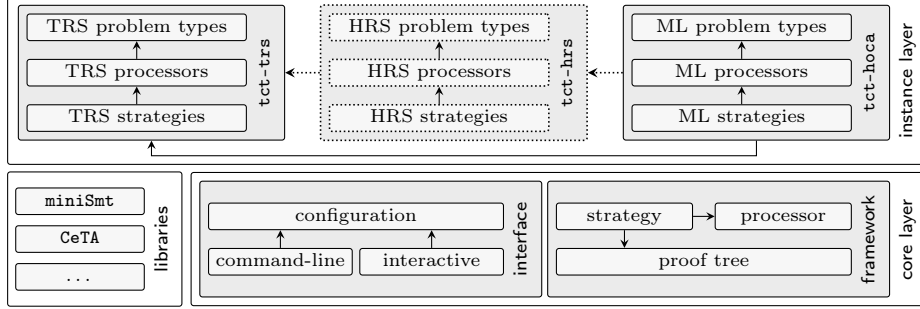 TRS problem types
TRS processors
TRS strategies
tct-trs
HRS problem types
HRS processors
HRS strategies
tct-hrs
ML problem types
ML processors
ML strategies
tct-hoca
instance layer
miniSmt
CeTA
...
libraries
configuration
command-line
interactive
interface
strategy
processor
proof tree
framework
core layer